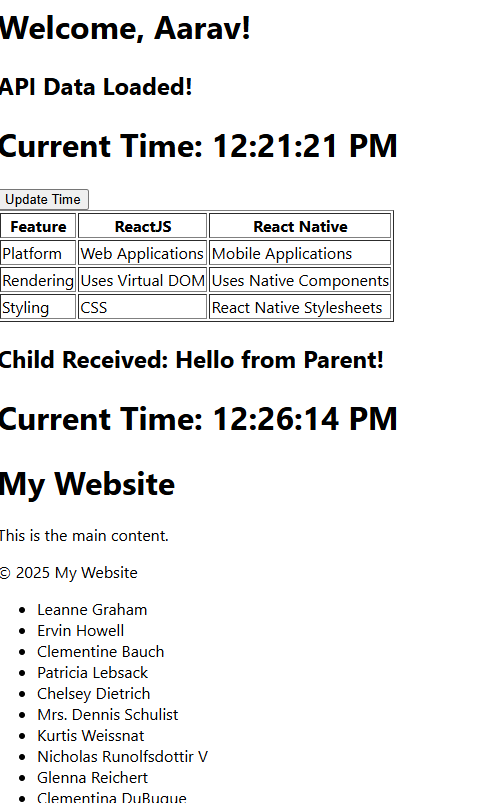 Welcome, Aarav!
API Data Loaded!
Current Time: 12:21:21 PM
Update Time
Feature ReactJS React Native
Platform Web Applications Mobile Applications
Rendering Uses Virtual DOM Uses Native Components
Styling CSS React Native Stylesheets
Child Received: Hello from Parent!
Current Time: 12:26:14 PM
My Website
This is the main content.
© 2025 My Website
Leanne Graham
Ervin Howell
Clementine Bauch
Patricia Lebsack
Chelsey Dietrich
Mrs. Dennis Schulist
Kurtis Weissnat
Nicholas Runolfsdottir V
Glenna Reichert
Clementina DuBuque